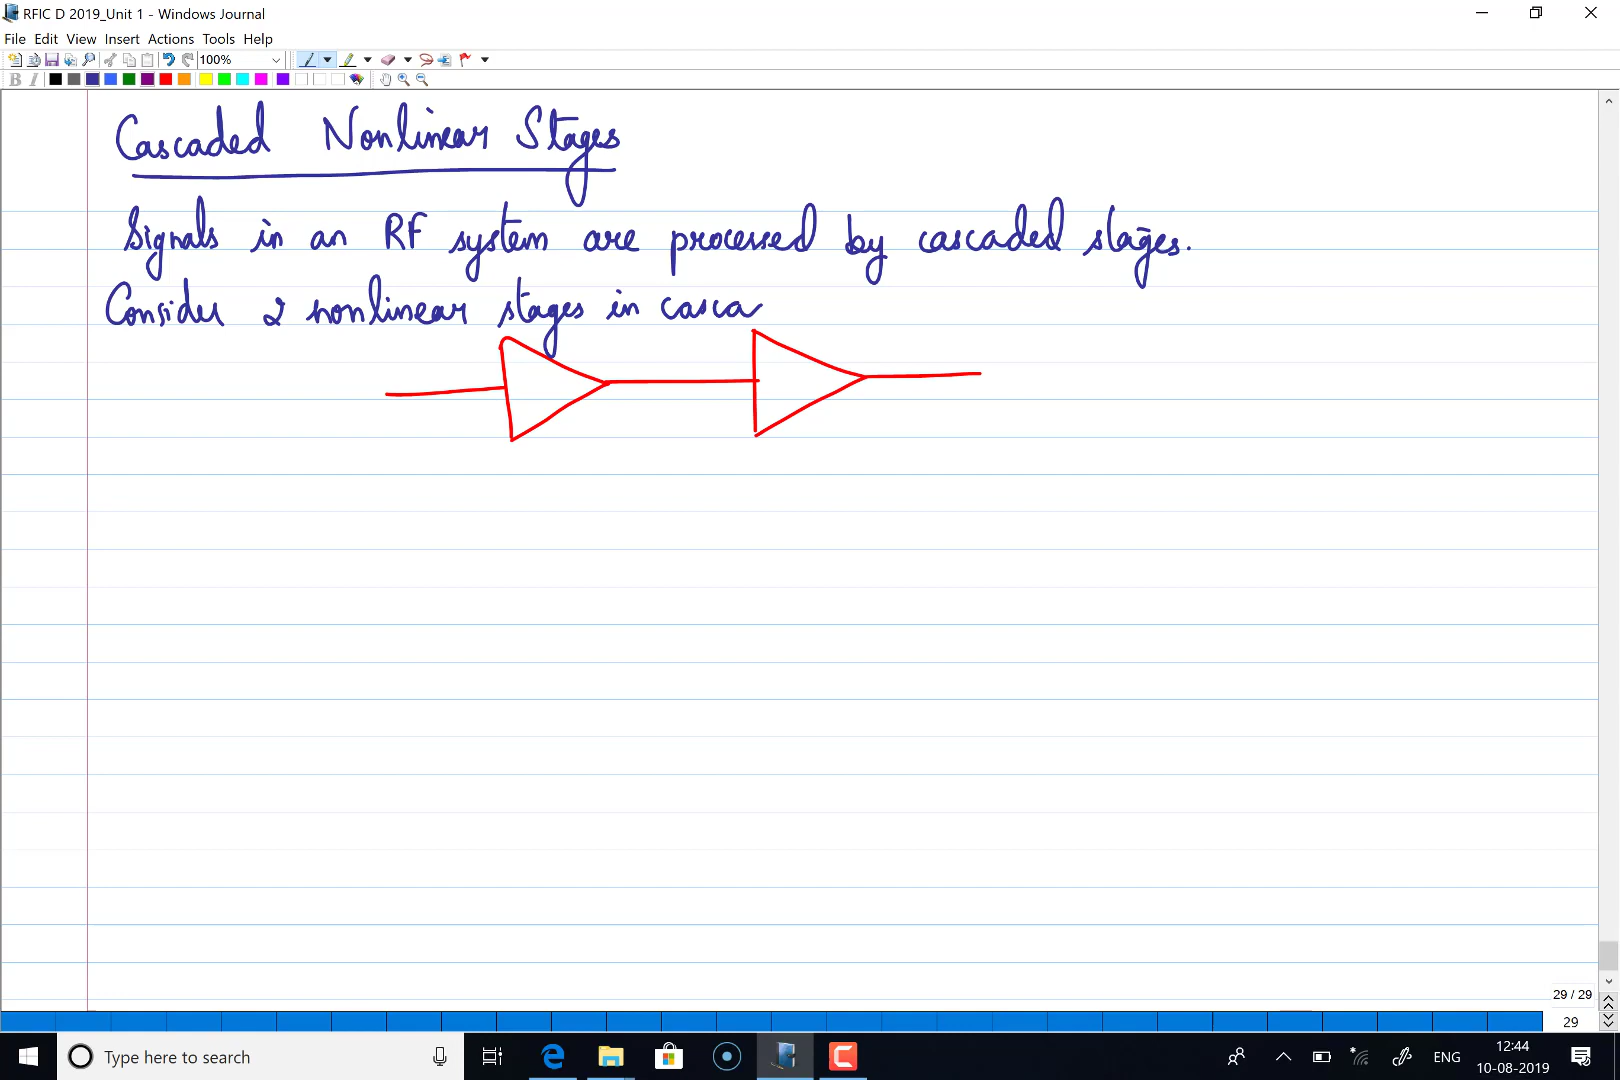 RFIC D 2019_Unit 1 - Windows Journal
File Edit View Insert Actions Tools Help
100%
B I
Cascaded Nonlinear Stages
Signals in an RF system are processed by cascaded stages.
Consider 2 nonlinear stages in casca
29 / 29
29
Type here to search
ENG
12:44
10-08-2019